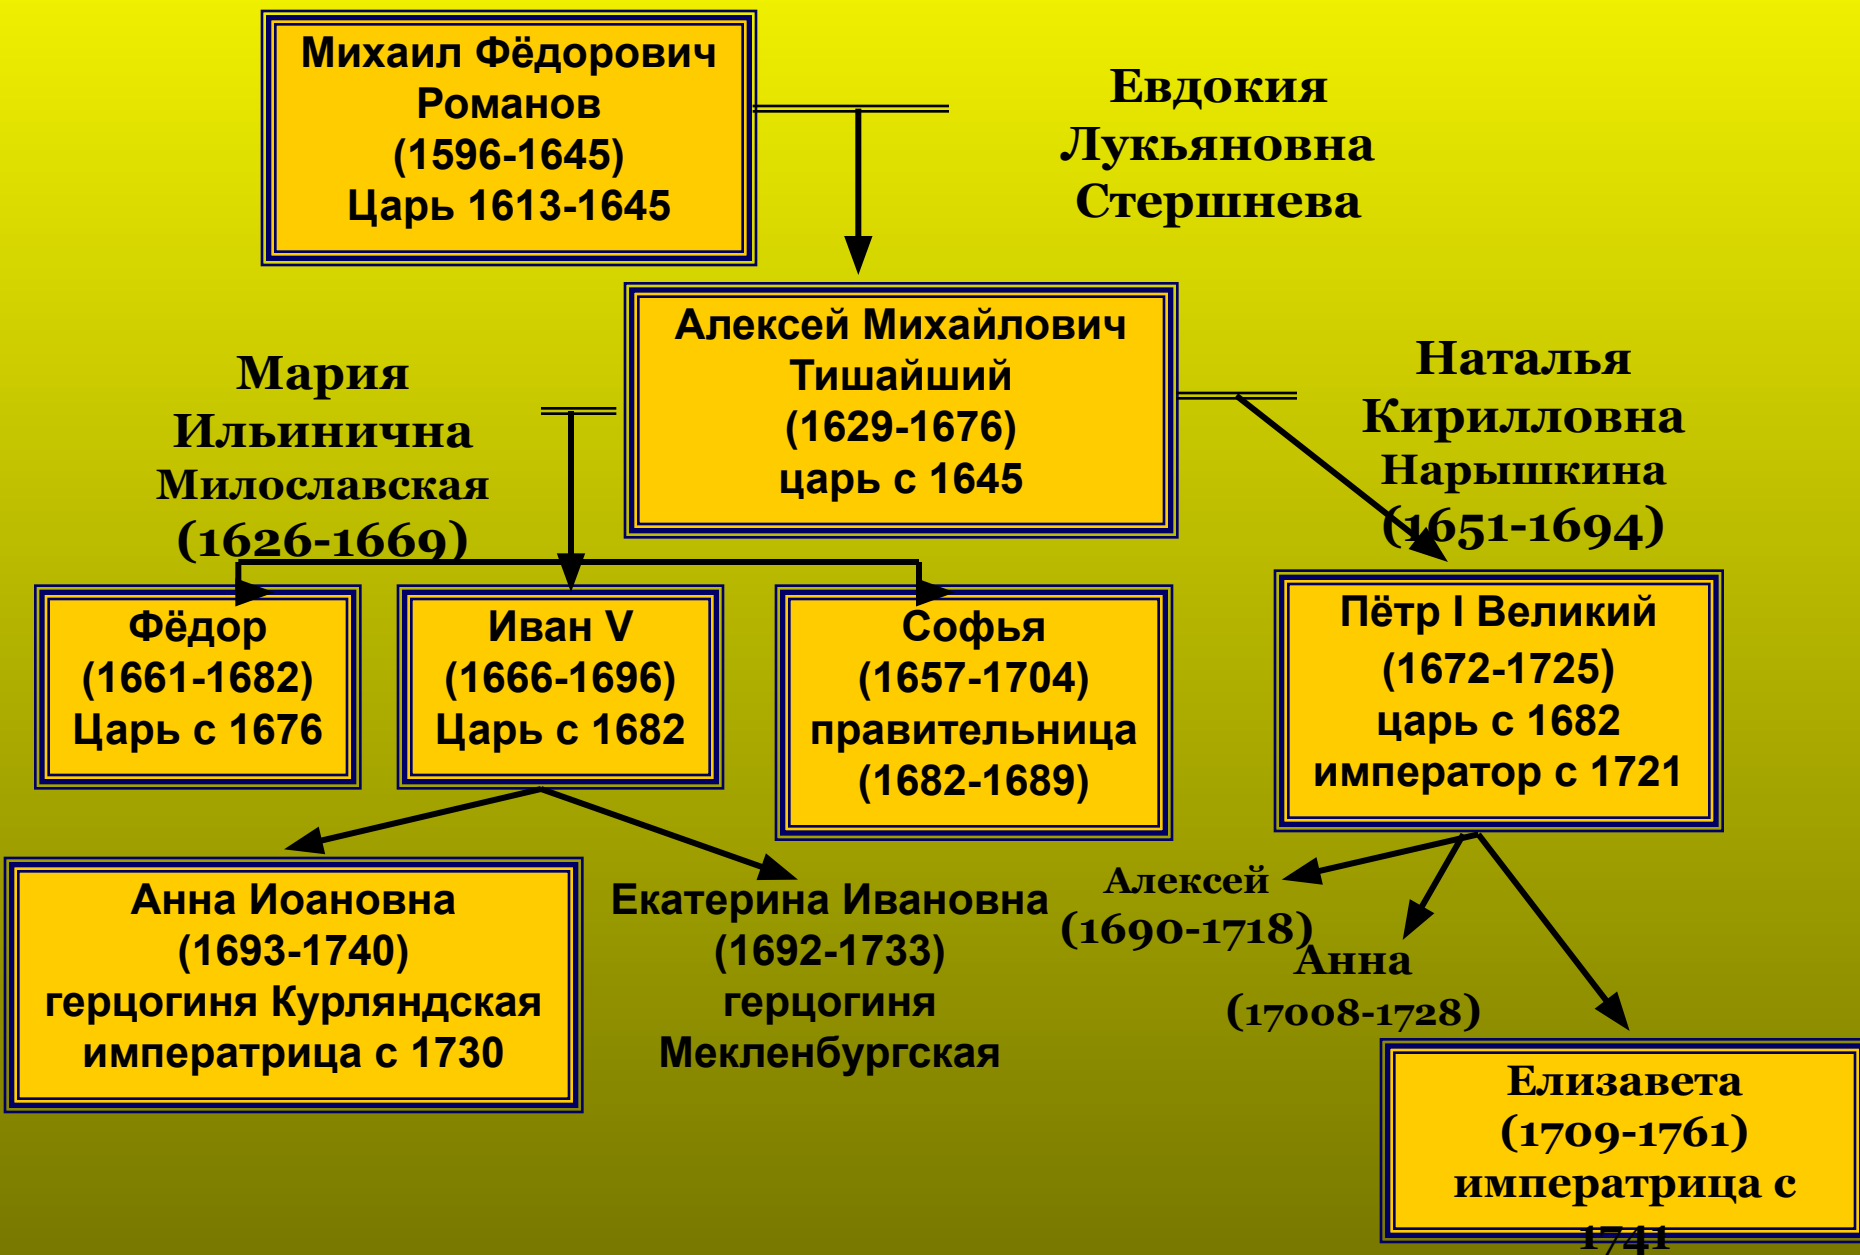 Михаил Фёдорович
Романов
(1596-1645)
Царь 1613-1645
Евдокия
Лукьяновна
Стершнева
Алексей Михайлович
Тишайший
(1629-1676)
царь с 1645
Мария
Ильинична
Милославская
(1626-1669)
Наталья
Кирилловна
Нарышкина
(1651-1694)
Фёдор
(1661-1682)
Царь с 1676
Иван V
(1666-1696)
Царь с 1682
Софья
(1657-1704)
правительница
(1682-1689)
Пётр I Великий
(1672-1725)
царь с 1682
император с 1721
Анна Иоановна
(1693-1740)
герцогиня Курляндская
императрица с 1730
Екатерина Ивановна
(1692-1733)
герцогиня
Мекленбургская
Алексей
(1690-1718)
Анна
(17008-1728)
Елизавета
(1709-1761)
императрица с
1741